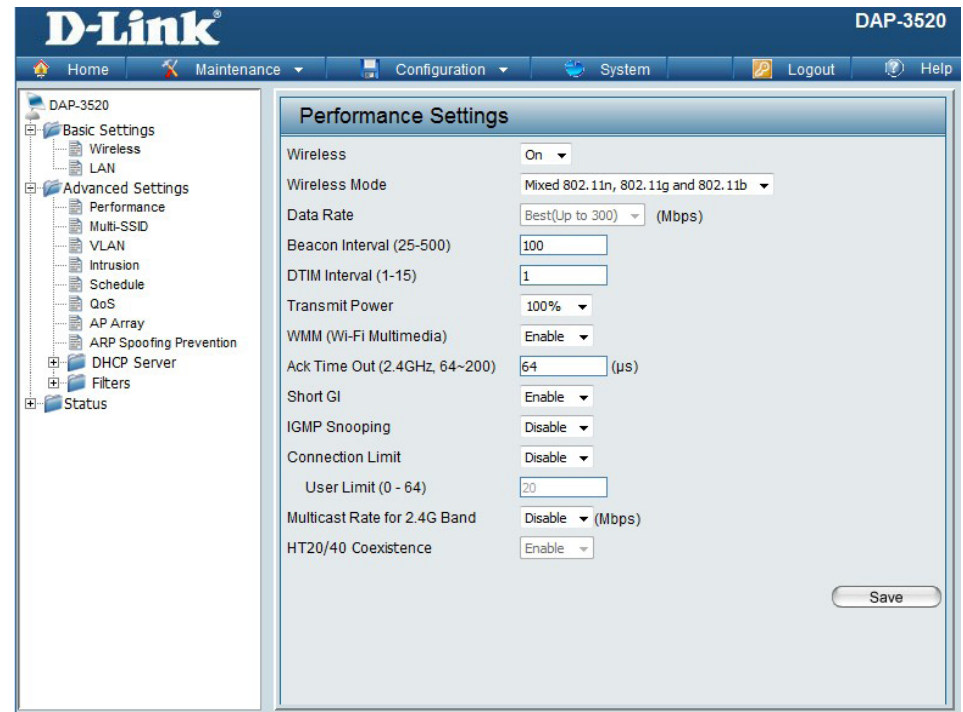 D-Link®
DAP-3520
Home Maintenance Configuration System Logout Help
DAP-3520
Basic Settings
Wireless
LAN
Advanced Settings
Performance
Multi-SSID
VLAN
Intrusion
Schedule
QoS
AP Array
ARP Spoofing Prevention
DHCP Server
Filters
Status
Performance Settings
Wireless On
Wireless Mode Mixed 802.11n, 802.11g and 802.11b
Data Rate Best(Up to 300) (Mbps)
Beacon Interval (25-500) 100
DTIM Interval (1-15) 1
Transmit Power 100%
WMM (Wi-Fi Multimedia) Enable
Ack Time Out (2.4GHz, 64~200) 64 (μs)
Short GI Enable
IGMP Snooping Disable
Connection Limit Disable
User Limit (0 - 64) 20
Multicast Rate for 2.4G Band Disable (Mbps)
HT20/40 Coexistence Enable
Save